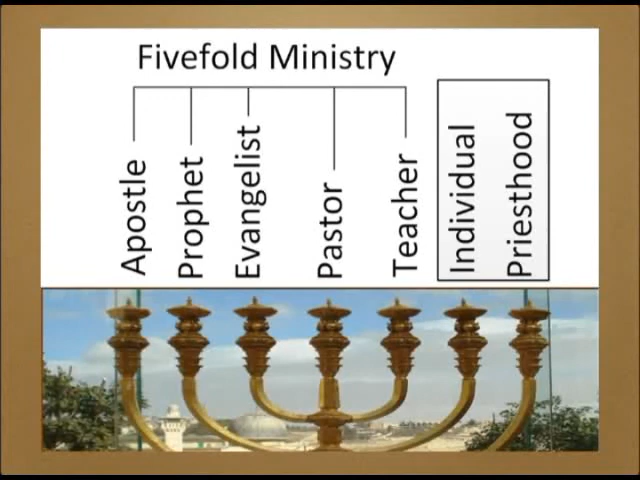 Fivefold Ministry
Apostle
Prophet
Evangelist
Pastor
Teacher
Individual
Priesthood